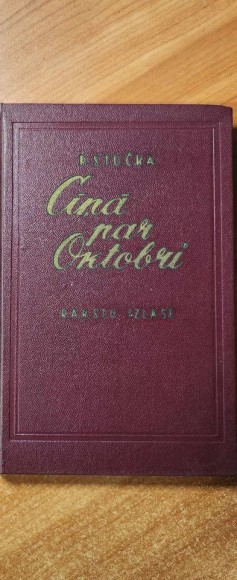 P. STUČKA
Cīņā
par
Oktobri
RAKSTU IZLASE